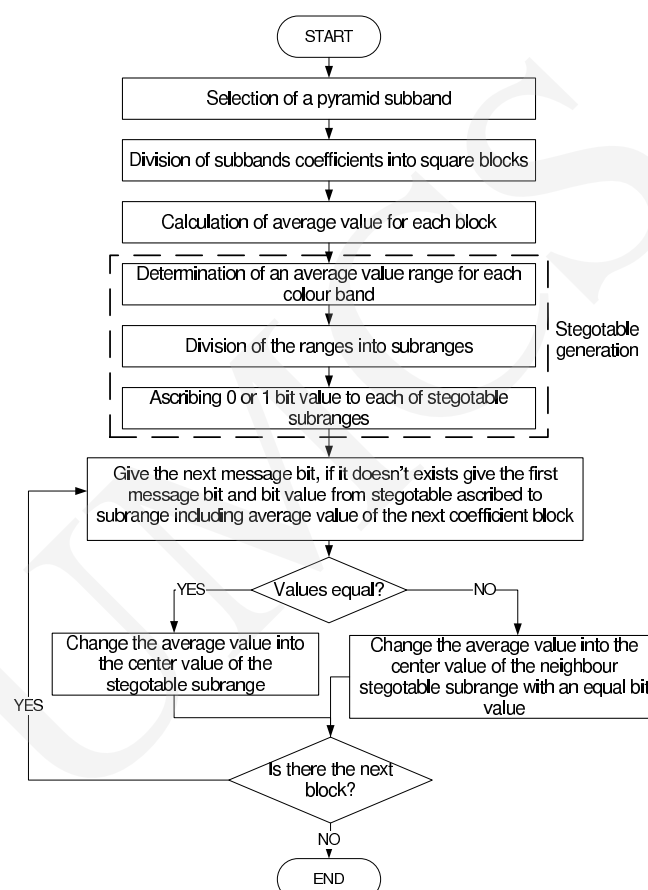 START
Selection of a pyramid subband
Division of subbands coefficients into square blocks
Calculation of average value for each block
Determination of an average value range for each
colour band
Division of the ranges into subranges
Ascribing 0 or 1 bit value to each of stegotable
subranges
Stegotable
generation
Give the next message bit, if it doesn't exists give the first
message bit and bit value from stegotable ascribed to
subrange including average value of the next coefficient block
Values equal?
YES
NO
Change the average value into
the center value of the
stegotable subrange
Change the average value into the
center value of the neighbour
stegotable subrange with an equal bit
value
YES
Is there the next
block?
NO
END
UMCS